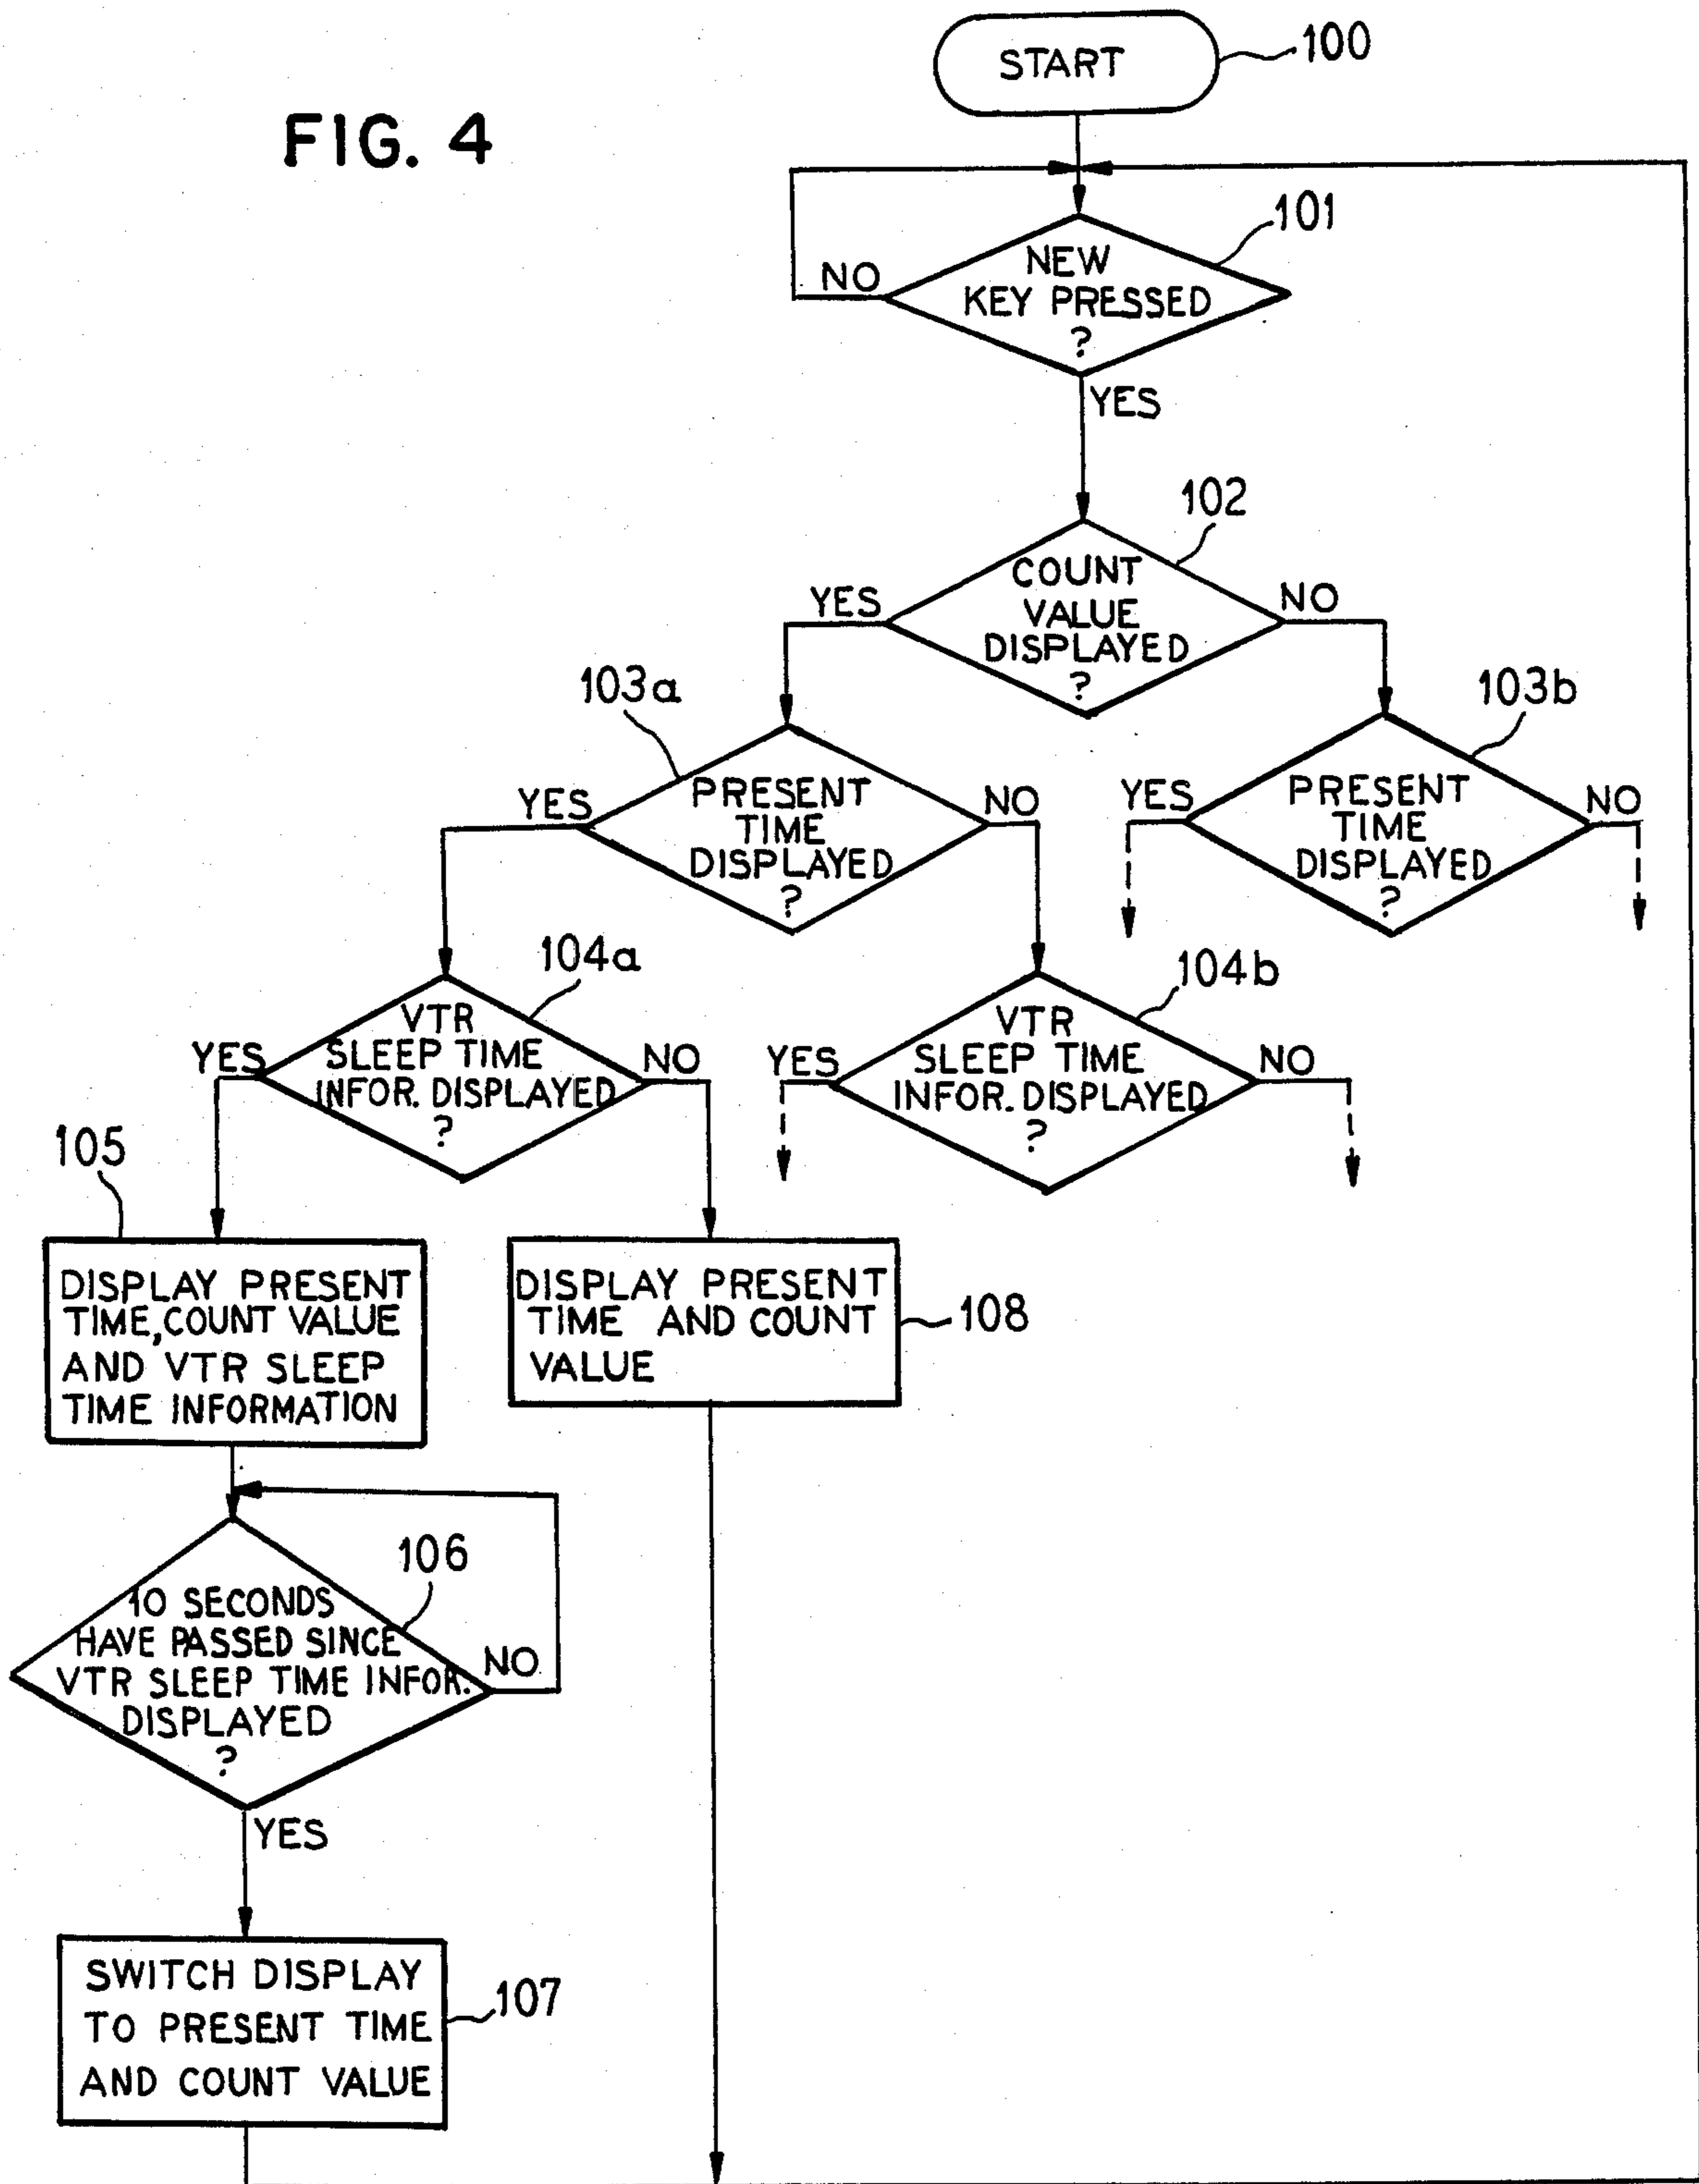 FIG. 4
START
100
101
NEW
KEY PRESSED
?
NO
YES
102
COUNT
VALUE
DISPLAYED
?
YES
NO
103a
PRESENT
TIME
DISPLAYED
?
YES
NO
103b
PRESENT
TIME
DISPLAYED
?
YES
NO
104a
VTR
SLEEP TIME
INFOR. DISPLAYED
?
YES
NO
104b
VTR
SLEEP TIME
INFOR. DISPLAYED
?
YES
NO
105
DISPLAY PRESENT
TIME, COUNT VALUE
AND VTR SLEEP
TIME INFORMATION
DISPLAY PRESENT
TIME AND COUNT
VALUE
108
106
10 SECONDS
HAVE PASSED SINCE
VTR SLEEP TIME INFOR.
DISPLAYED
?
NO
YES
SWITCH DISPLAY
TO PRESENT TIME
AND COUNT VALUE
107